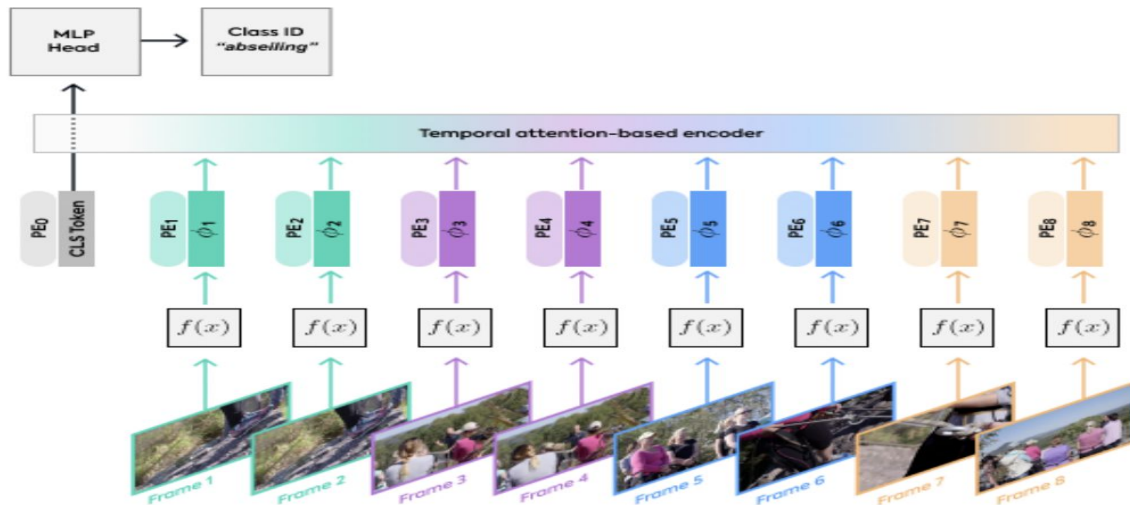 MLP
Head
Class ID
"abseiling"
Temporal attention-based encoder
PE0
CLS Token
PE1
ϕ1
PE2
ϕ2
PE3
ϕ3
PE4
ϕ4
PE5
ϕ5
PE6
ϕ6
PE7
ϕ7
PE8
ϕ8
f(x) f(x) f(x) f(x) f(x) f(x) f(x) f(x)
Frame 1 Frame 2 Frame 3 Frame 4 Frame 5 Frame 6 Frame 7 Frame 8